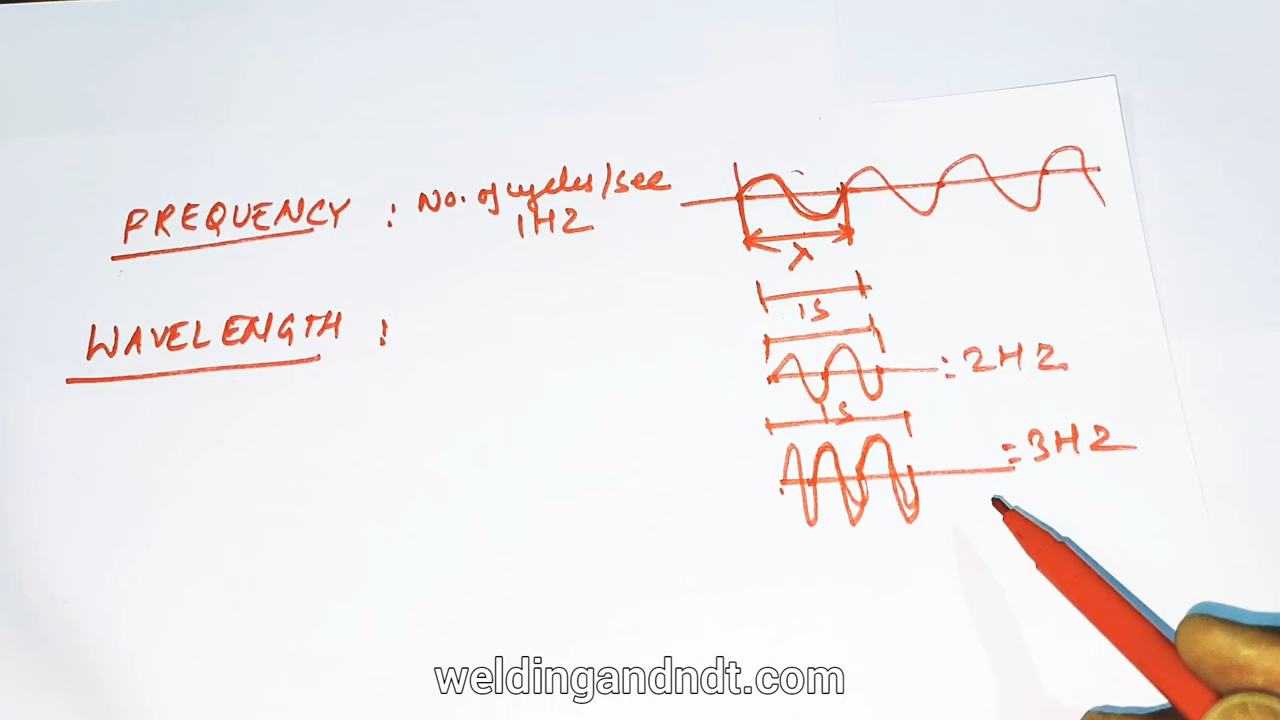 FREQUENCY : No. of cycles/sec
1HZ
λ
1S
WAVELENGTH :
= 2HZ.
1S
= 3HZ
weldingandndt.com